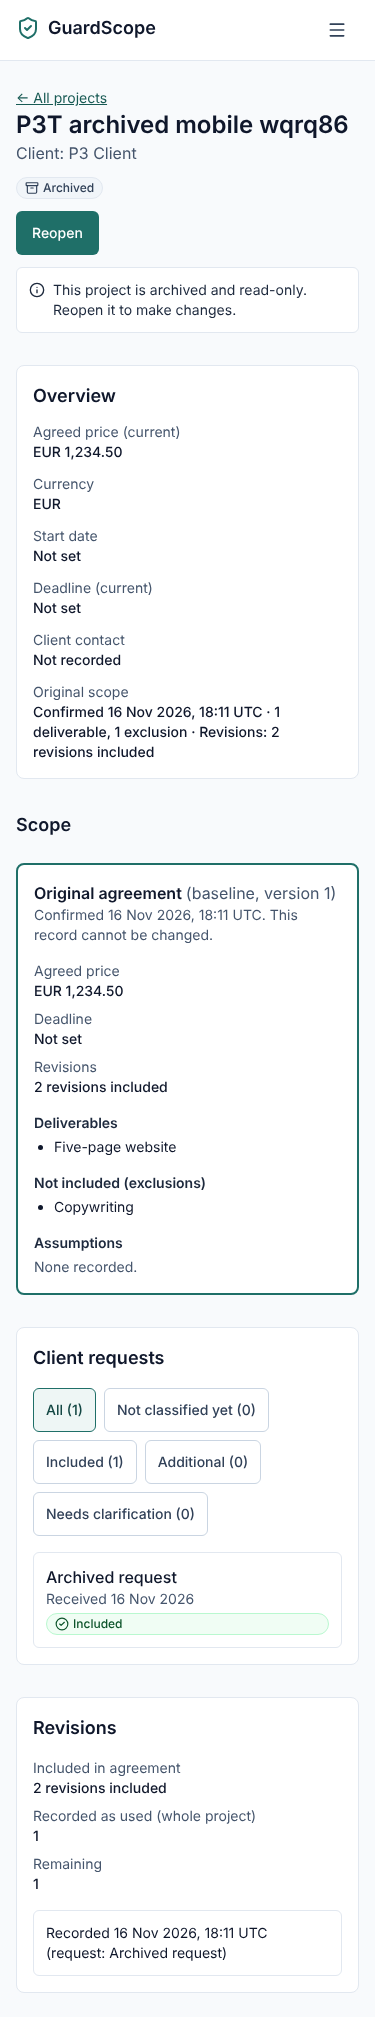 GuardScope
← All projects
P3T archived mobile wqrq86
Client: P3 Client
Archived
Reopen
This project is archived and read-only.
Reopen it to make changes.
Overview
Agreed price (current)
EUR 1,234.50
Currency
EUR
Start date
Not set
Deadline (current)
Not set
Client contact
Not recorded
Original scope
Confirmed 16 Nov 2026, 18:11 UTC · 1
deliverable, 1 exclusion · Revisions: 2
revisions included
Scope
Original agreement (baseline, version 1)
Confirmed 16 Nov 2026, 18:11 UTC. This
record cannot be changed.
Agreed price
EUR 1,234.50
Deadline
Not set
Revisions
2 revisions included
Deliverables
• Five-page website
Not included (exclusions)
• Copywriting
Assumptions
None recorded.
Client requests
All (1) Not classified yet (0)
Included (1) Additional (0)
Needs clarification (0)
Archived request
Received 16 Nov 2026
Included
Revisions
Included in agreement
2 revisions included
Recorded as used (whole project)
1
Remaining
1
Recorded 16 Nov 2026, 18:11 UTC
(request: Archived request)